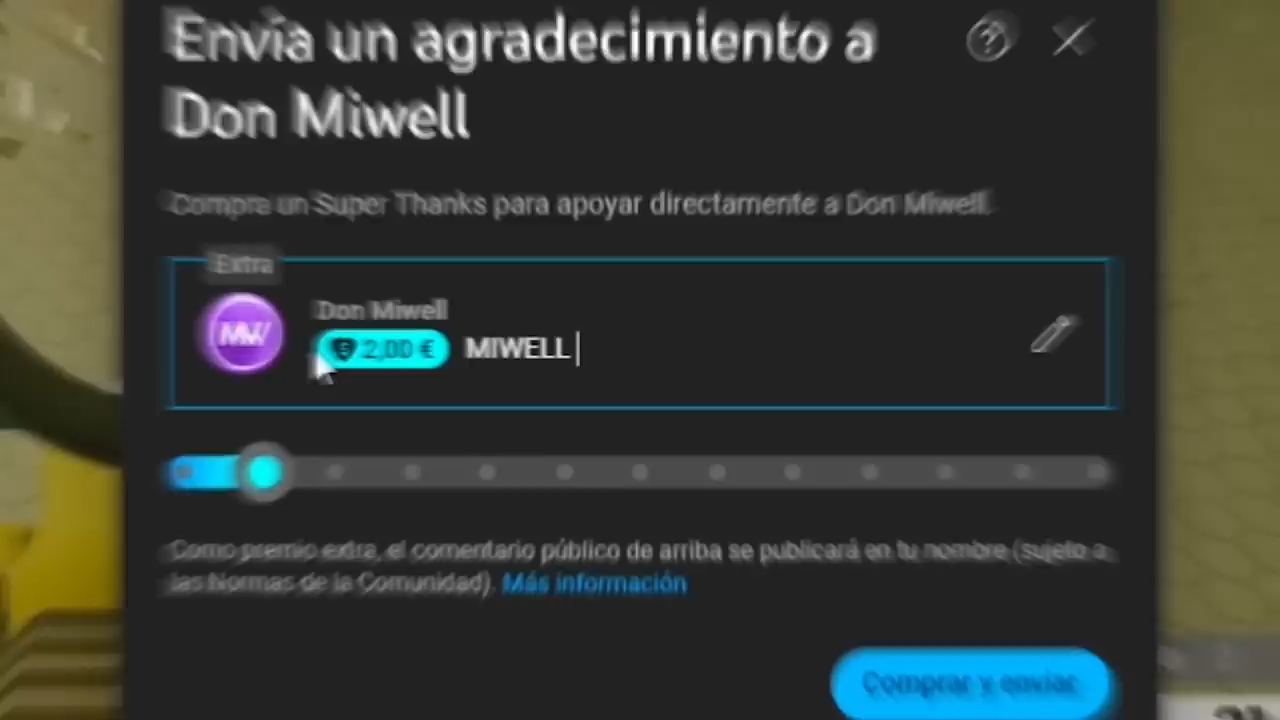 Envía un agradecimiento a
Don Miwell
Compra un Super Thanks para apoyar directamente a Don Miwell.
Extra
MW
Don Miwell
2,00 € MIWELL
Como premio extra, el comentario público de arriba se publicará en tu nombre (sujeto a
las Normas de la Comunidad). Más información
Comprar y enviar